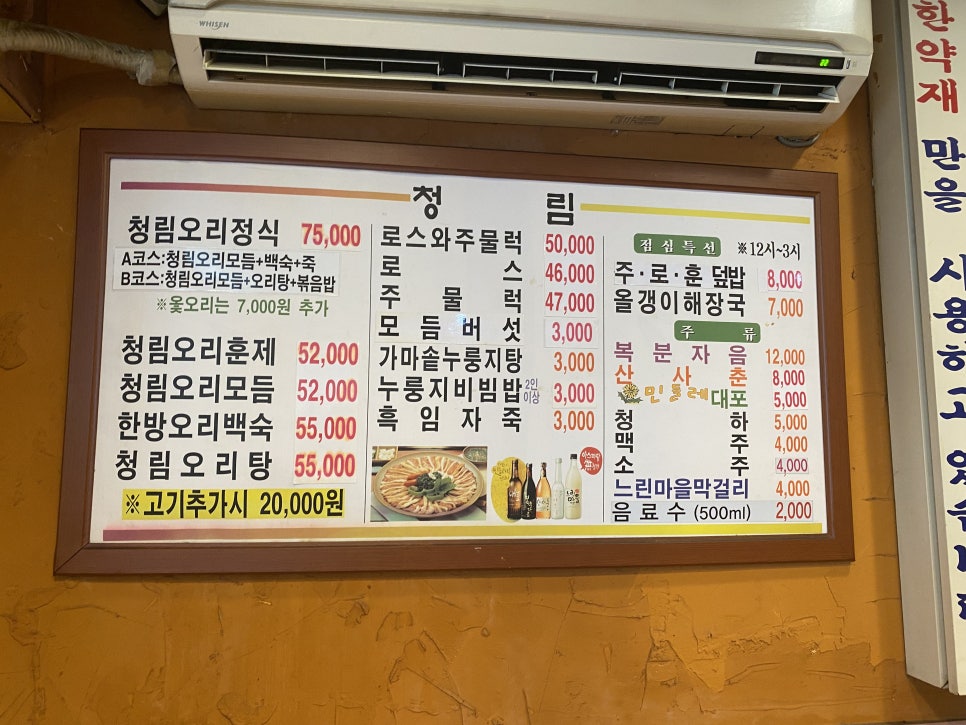 WHISEN
22
청림
청림오리정식 75,000
A코스:청림오리모듬+백숙+죽
B코스:청림오리모듬+오리탕+볶음밥
※옻오리는 7,000원 추가
청림오리훈제 52,000
청림오리모듬 52,000
한방오리백숙 55,000
청림오리탕 55,000
※고기추가시 20,000원
로스와주물럭 50,000
로스 46,000
주물럭 47,000
모듬버섯 3,000
가마솥누룽지탕 3,000
누룽지비빔밥 2인이상 3,000
흑임자죽 3,000
점심특선 ※12시~3시
주·로·훈 덮밥 8,000
올갱이해장국 7,000
주류
복분자음 12,000
산사춘 8,000
민들레대포 5,000
청하 5,000
맥주 4,000
소주 4,000
느린마을막걸리 4,000
음료수 (500ml) 2,000
한약재 만을 사용하고 있습니다